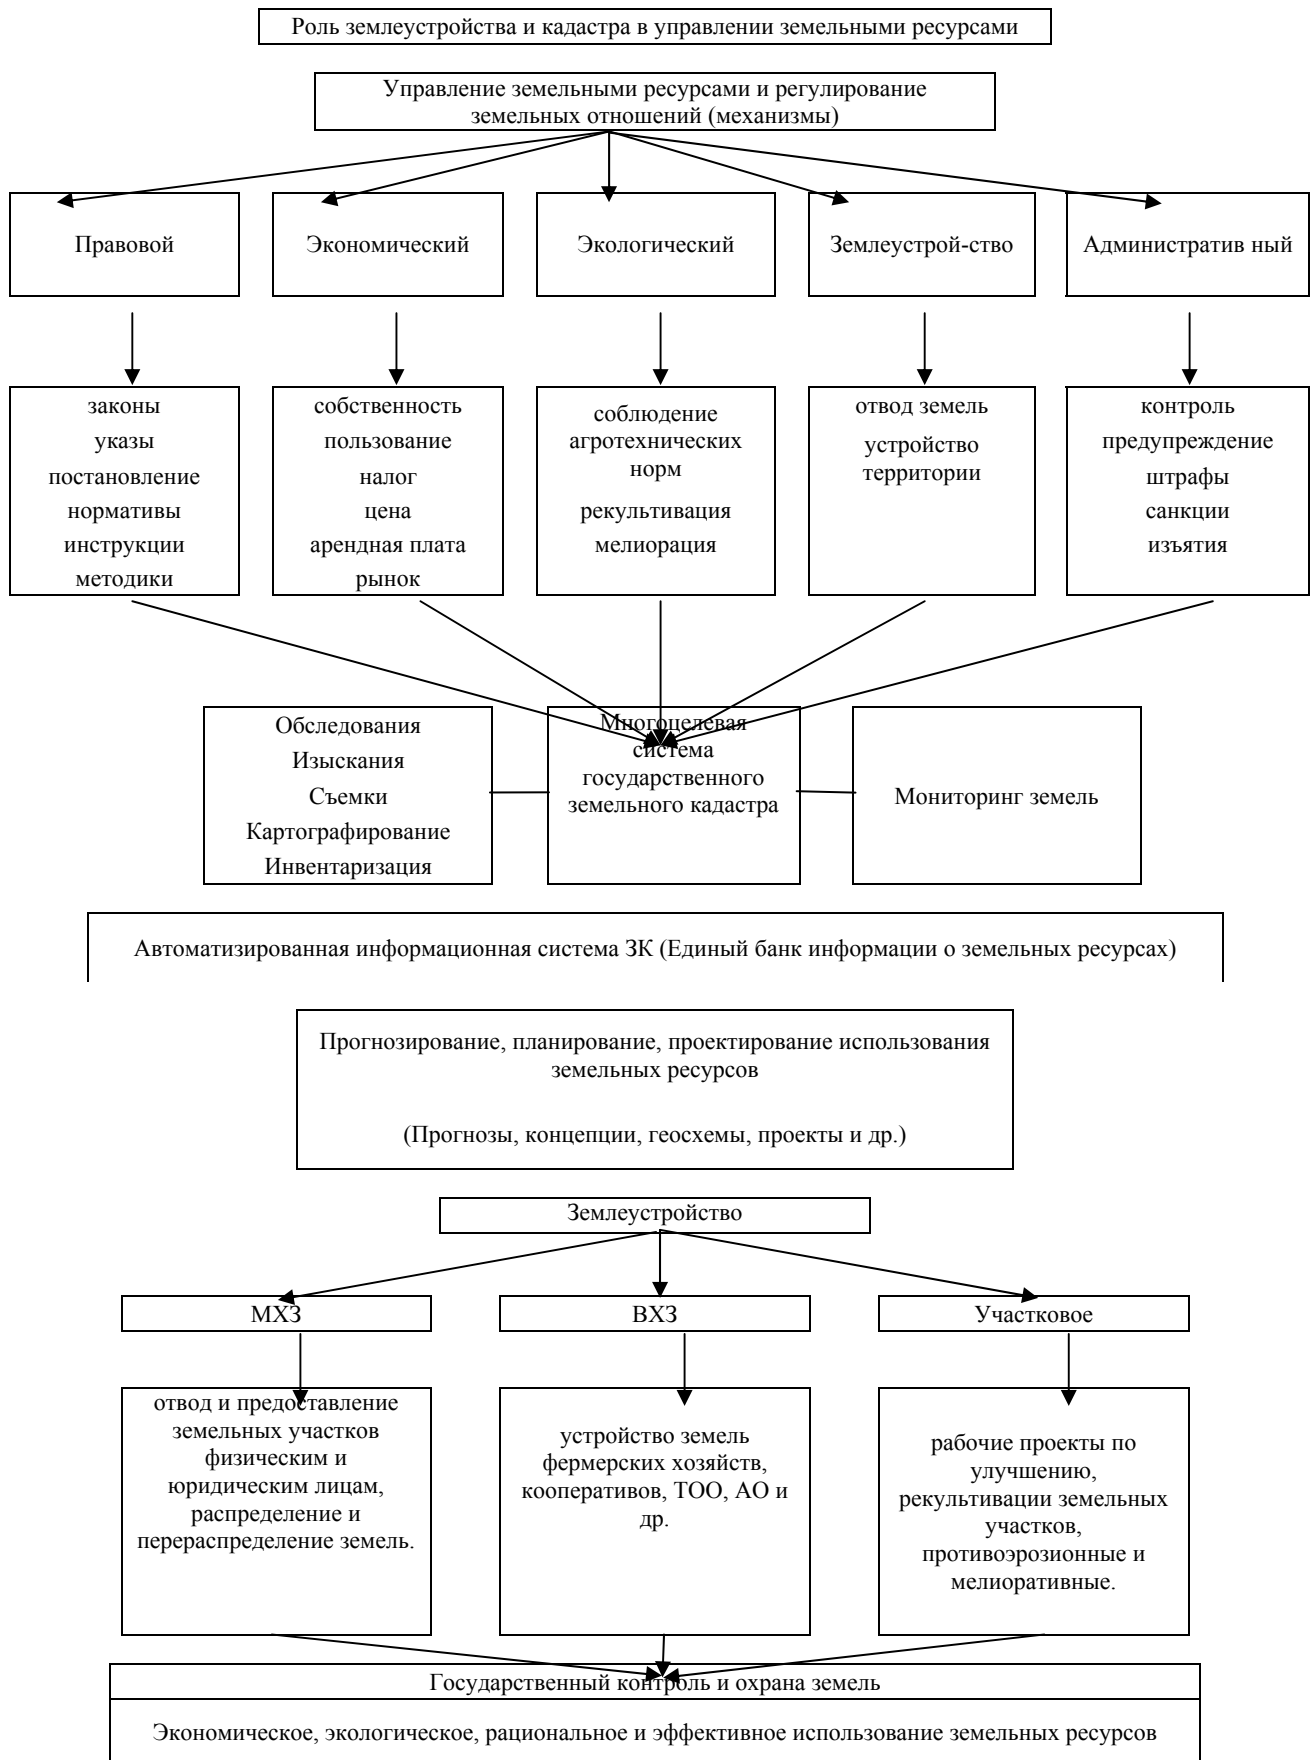 Роль землеустройства и кадастра в управлении земельными ресурсами
Управление земельными ресурсами и регулирование
земельных отношений (механизмы)
Правовой
Экономический
Экологический
Землеустрой-ство
Административ ный
законы
указы
постановление
нормативы
инструкции
методики
собственность
пользование
налог
цена
арендная плата
рынок
соблюдение
агротехнических
норм
рекультивация
мелиорация
отвод земель
устройство
территории
контроль
предупреждение
штрафы
санкции
изъятия
Обследования
Изыскания
Съемки
Картографирование
Инвентаризация
Многоцелевая
система
государственного
земельного кадастра
Мониторинг земель
Автоматизированная информационная система ЗК (Единый банк информации о земельных ресурсах)
Прогнозирование, планирование, проектирование использования
земельных ресурсов
(Прогнозы, концепции, геосхемы, проекты и др.)
Землеустройство
МХЗ
ВХЗ
Участковое
отвод и предоставление
земельных участков
физическим и
юридическим лицам,
распределение и
перераспределение земель.
устройство земель
фермерских хозяйств,
кооперативов, ТОО, АО и
др.
рабочие проекты по
улучшению,
рекультивации земельных
участков,
противоэрозионные и
мелиоративные.
Государственный контроль и охрана земель
Экономическое, экологическое, рациональное и эффективное использование земельных ресурсов